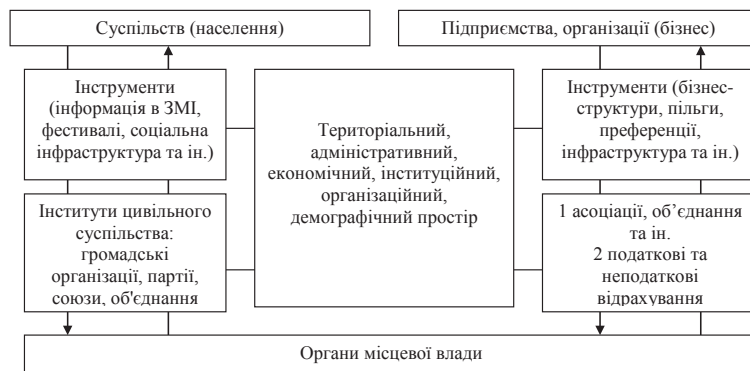 Суспільств (населення)
Підприємства, організації (бізнес)
Інструменти
(інформація в ЗМІ,
фестивалі, соціальна
інфраструктура та ін.)
Територіальний,
адміністративний,
економічний, інституційний,
організаційний,
демографічний простір
Інструменти (бізнес-
структури, пільги,
преференції,
інфраструктура та ін.)
Інститути цивільного
суспільства:
громадські
організації, партії,
союзи, об'єднання
1 асоціації, об’єднання
та ін.
2 податкові та
неподаткові
відрахування
Органи місцевої влади